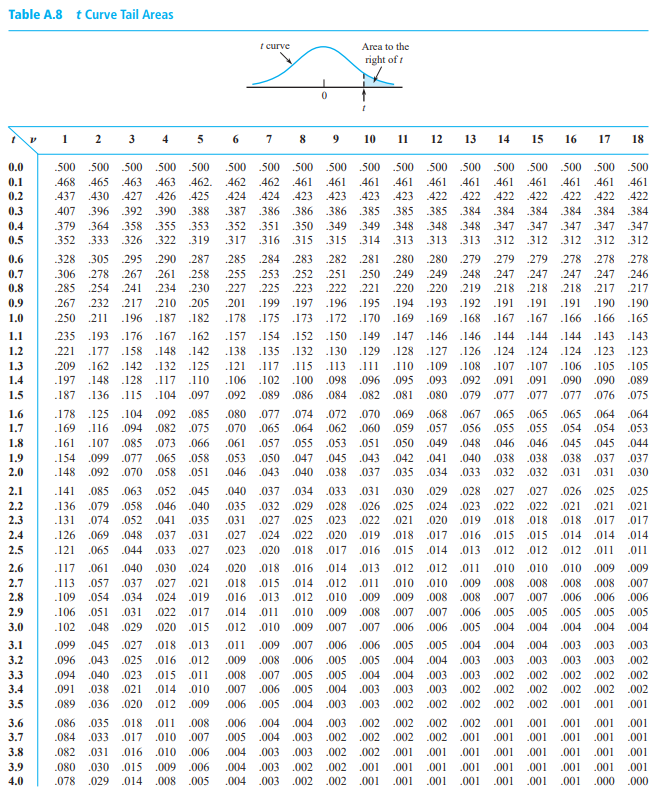 Table A.8 t Curve Tail Areas
t curve
Area to the
right of t
0
t
t ν 1 2 3 4 5 6 7 8 9 10 11 12 13 14 15 16 17 18
0.0 .500 .500 .500 .500 .500 .500 .500 .500 .500 .500 .500 .500 .500 .500 .500 .500 .500 .500
0.1 .468 .465 .463 .463 .462. .462 .462 .461 .461 .461 .461 .461 .461 .461 .461 .461 .461 .461
0.2 .437 .430 .427 .426 .425 .424 .424 .423 .423 .423 .423 .422 .422 .422 .422 .422 .422 .422
0.3 .407 .396 .392 .390 .388 .387 .386 .386 .386 .385 .385 .385 .384 .384 .384 .384 .384 .384
0.4 .379 .364 .358 .355 .353 .352 .351 .350 .349 .349 .348 .348 .348 .347 .347 .347 .347 .347
0.5 .352 .333 .326 .322 .319 .317 .316 .315 .315 .314 .313 .313 .313 .312 .312 .312 .312 .312
0.6 .328 .305 .295 .290 .287 .285 .284 .283 .282 .281 .280 .280 .279 .279 .279 .278 .278 .278
0.7 .306 .278 .267 .261 .258 .255 .253 .252 .251 .250 .249 .249 .248 .247 .247 .247 .247 .246
0.8 .285 .254 .241 .234 .230 .227 .225 .223 .222 .221 .220 .220 .219 .218 .218 .218 .217 .217
0.9 .267 .232 .217 .210 .205 .201 .199 .197 .196 .195 .194 .193 .192 .191 .191 .191 .190 .190
1.0 .250 .211 .196 .187 .182 .178 .175 .173 .172 .170 .169 .169 .168 .167 .167 .166 .166 .165
1.1 .235 .193 .176 .167 .162 .157 .154 .152 .150 .149 .147 .146 .146 .144 .144 .144 .143 .143
1.2 .221 .177 .158 .148 .142 .138 .135 .132 .130 .129 .128 .127 .126 .124 .124 .124 .123 .123
1.3 .209 .162 .142 .132 .125 .121 .117 .115 .113 .111 .110 .109 .108 .107 .107 .106 .105 .105
1.4 .197 .148 .128 .117 .110 .106 .102 .100 .098 .096 .095 .093 .092 .091 .091 .090 .090 .089
1.5 .187 .136 .115 .104 .097 .092 .089 .086 .084 .082 .081 .080 .079 .077 .077 .077 .076 .075
1.6 .178 .125 .104 .092 .085 .080 .077 .074 .072 .070 .069 .068 .067 .065 .065 .065 .064 .064
1.7 .169 .116 .094 .082 .075 .070 .065 .064 .062 .060 .059 .057 .056 .055 .055 .054 .054 .053
1.8 .161 .107 .085 .073 .066 .061 .057 .055 .053 .051 .050 .049 .048 .046 .046 .045 .045 .044
1.9 .154 .099 .077 .065 .058 .053 .050 .047 .045 .043 .042 .041 .040 .038 .038 .038 .037 .037
2.0 .148 .092 .070 .058 .051 .046 .043 .040 .038 .037 .035 .034 .033 .032 .032 .031 .031 .030
2.1 .141 .085 .063 .052 .045 .040 .037 .034 .033 .031 .030 .029 .028 .027 .027 .026 .025 .025
2.2 .136 .079 .058 .046 .040 .035 .032 .029 .028 .026 .025 .024 .023 .022 .022 .021 .021 .021
2.3 .131 .074 .052 .041 .035 .031 .027 .025 .023 .022 .021 .020 .019 .018 .018 .018 .017 .017
2.4 .126 .069 .048 .037 .031 .027 .024 .022 .020 .019 .018 .017 .016 .015 .015 .014 .014 .014
2.5 .121 .065 .044 .033 .027 .023 .020 .018 .017 .016 .015 .014 .013 .012 .012 .012 .011 .011
2.6 .117 .061 .040 .030 .024 .020 .018 .016 .014 .013 .012 .012 .011 .010 .010 .010 .009 .009
2.7 .113 .057 .037 .027 .021 .018 .015 .014 .012 .011 .010 .010 .009 .008 .008 .008 .008 .007
2.8 .109 .054 .034 .024 .019 .016 .013 .012 .010 .009 .009 .008 .008 .007 .007 .006 .006 .006
2.9 .106 .051 .031 .022 .017 .014 .011 .010 .009 .008 .007 .007 .006 .005 .005 .005 .005 .005
3.0 .102 .048 .029 .020 .015 .012 .010 .009 .007 .007 .006 .006 .005 .004 .004 .004 .004 .004
3.1 .099 .045 .027 .018 .013 .011 .009 .007 .006 .006 .005 .005 .004 .004 .004 .003 .003 .003
3.2 .096 .043 .025 .016 .012 .009 .008 .006 .005 .005 .004 .004 .003 .003 .003 .003 .003 .002
3.3 .094 .040 .023 .015 .011 .008 .007 .005 .005 .004 .004 .003 .003 .002 .002 .002 .002 .002
3.4 .091 .038 .021 .014 .010 .007 .006 .005 .004 .003 .003 .003 .002 .002 .002 .002 .002 .002
3.5 .089 .036 .020 .012 .009 .006 .005 .004 .003 .003 .002 .002 .002 .002 .002 .001 .001 .001
3.6 .086 .035 .018 .011 .008 .006 .004 .004 .003 .002 .002 .002 .002 .001 .001 .001 .001 .001
3.7 .084 .033 .017 .010 .007 .005 .004 .003 .002 .002 .002 .002 .001 .001 .001 .001 .001 .001
3.8 .082 .031 .016 .010 .006 .004 .003 .003 .002 .002 .001 .001 .001 .001 .001 .001 .001 .001
3.9 .080 .030 .015 .009 .006 .004 .003 .002 .002 .001 .001 .001 .001 .001 .001 .001 .001 .001
4.0 .078 .029 .014 .008 .005 .004 .003 .002 .002 .001 .001 .001 .001 .001 .001 .001 .000 .000